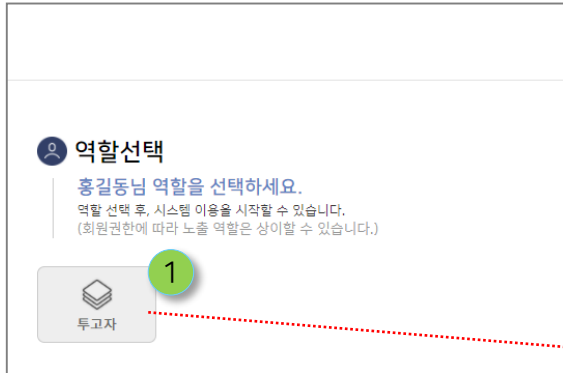 역할선택
홍길동님 역할을 선택하세요.
역할 선택 후, 시스템 이용을 시작할 수 있습니다.
(회원권한에 따라 노출 역할은 상이할 수 있습니다.)
1
투고자